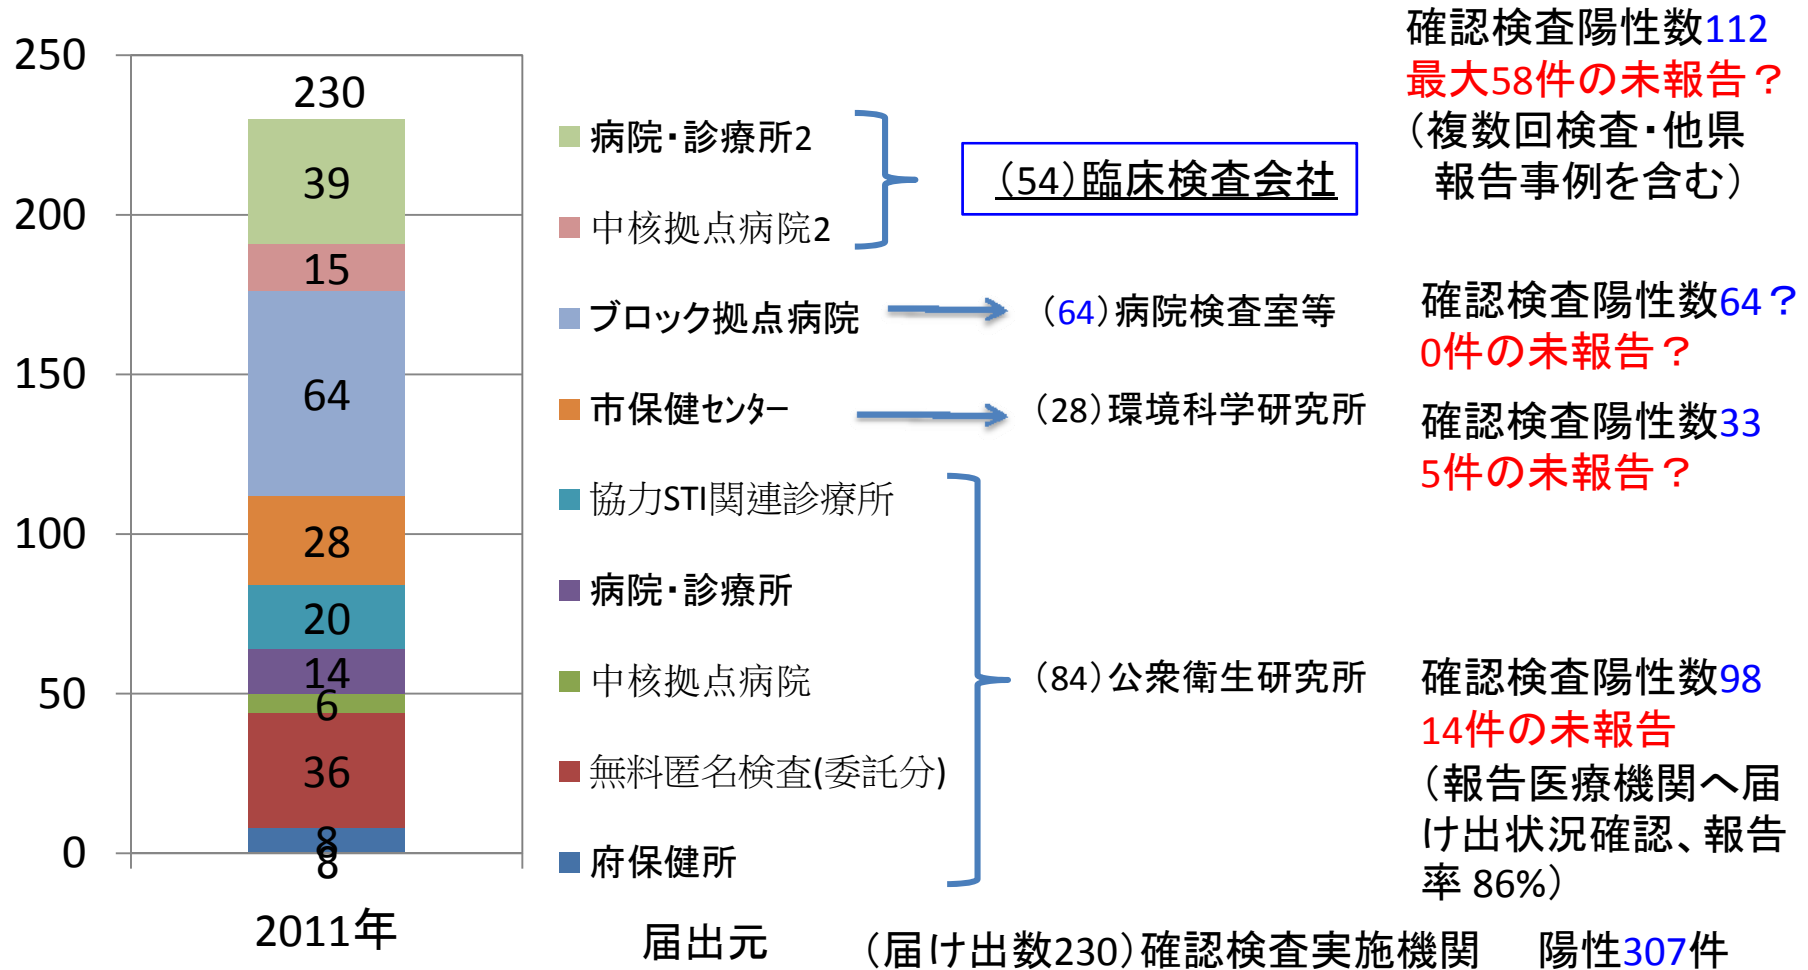 250
200
150
100
50
0
230
39
15
64
28
20
14
6
36
8
8
2011年
病院・診療所2
中核拠点病院2
ブロック拠点病院
市保健センター
協力STI関連診療所
病院・診療所
中核拠点病院
無料匿名検査(委託分)
府保健所
届出元
（54）臨床検査会社
（64）病院検査室等
（28）環境科学研究所
（84）公衆衛生研究所
（届け出数230）確認検査実施機関
陽性307件
確認検査陽性数112
最大58件の未報告？
（複数回検査・他県
報告事例を含む）
確認検査陽性数64？
0件の未報告？
確認検査陽性数33
5件の未報告？
確認検査陽性数98
14件の未報告
（報告医療機関へ届
け出状況確認、報告
率 86%）